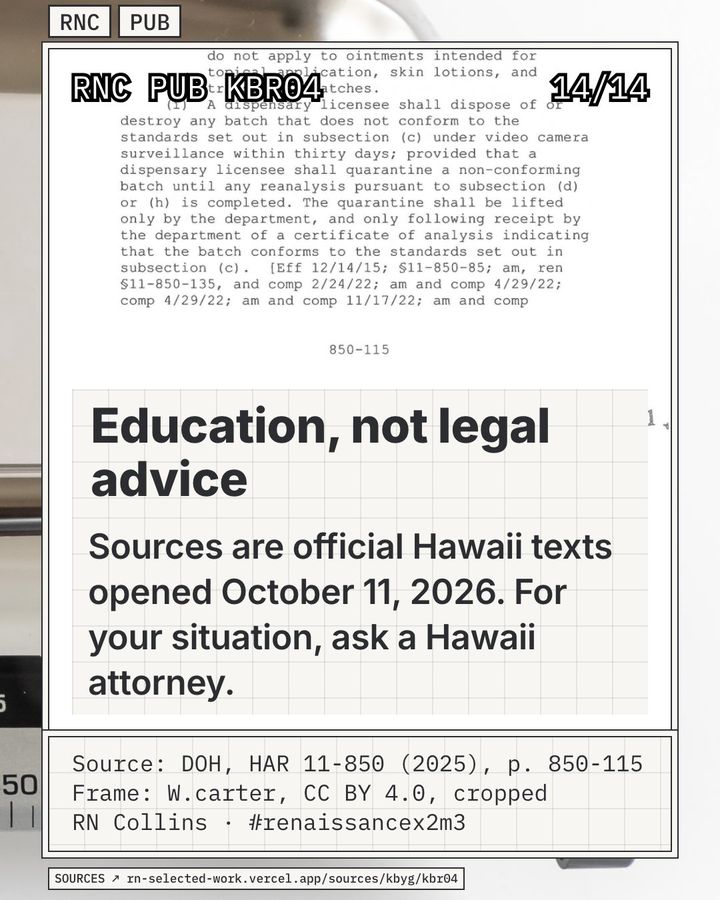 RNC PUB
do not apply to ointments intended for
topical application, skin lotions, and
RNC PUB KBR04 14/14
(i) A dispensary licensee shall dispose of or
destroy any batch that does not conform to the
standards set out in subsection (c) under video camera
surveillance within thirty days; provided that a
dispensary licensee shall quarantine a non-conforming
batch until any reanalysis pursuant to subsection (d)
or (h) is completed. The quarantine shall be lifted
only by the department, and only following receipt by
the department of a certificate of analysis indicating
that the batch conforms to the standards set out in
subsection (c). [Eff 12/14/15; §11-850-85; am, ren
§11-850-135, and comp 2/24/22; am and comp 4/29/22;
comp 4/29/22; am and comp 11/17/22; am and comp
850-115
Education, not legal
advice
Sources are official Hawaii texts
opened October 11, 2026. For
your situation, ask a Hawaii
attorney.
5
50
Source: DOH, HAR 11-850 (2025), p. 850-115
Frame: W.carter, CC BY 4.0, cropped
RN Collins · #renaissancex2m3
SOURCES ↗ rn-selected-work.vercel.app/sources/kbyg/kbr04